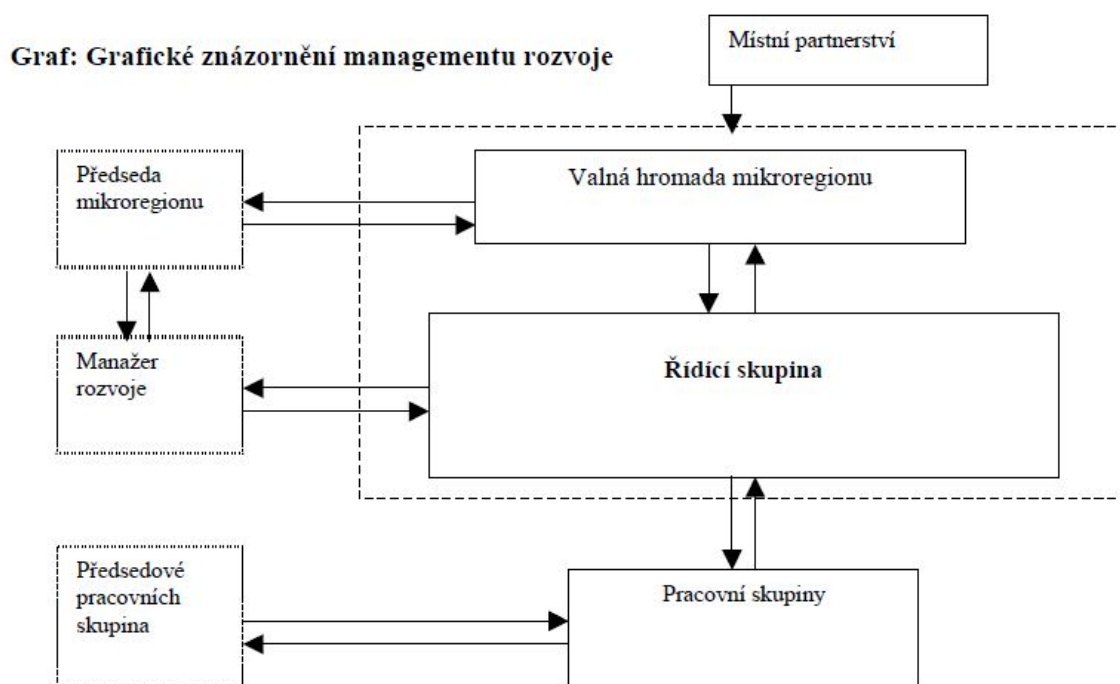 Graf: Grafické znázornění managementu rozvoje
Místní partnerství
Předseda
mikroregionu
Valná hromada mikroregionu
Manažer
rozvoje
Řídící skupina
Předsedové
pracovních
skupina
Pracovní skupiny